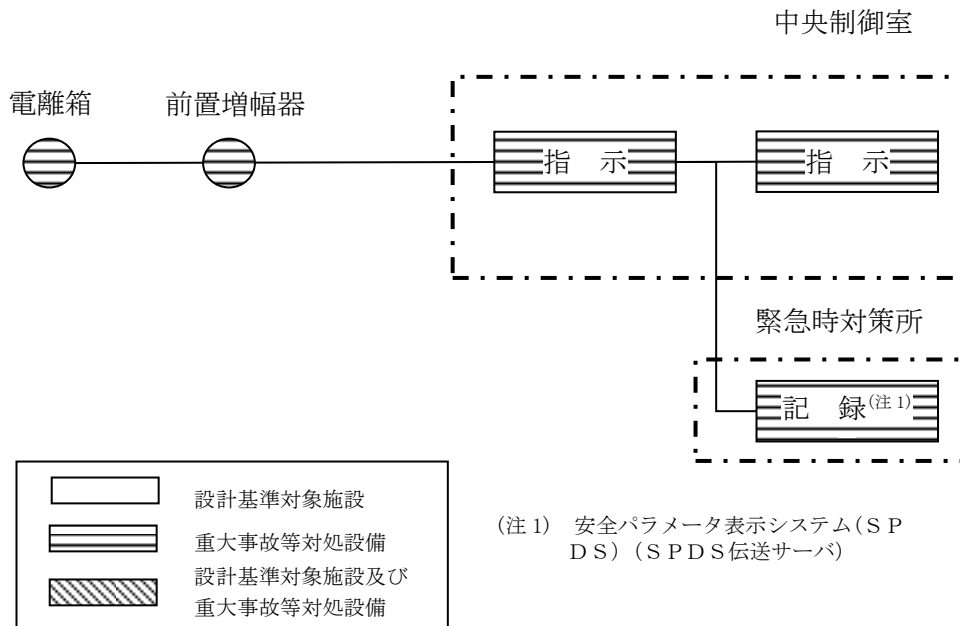 中央制御室
電離箱
前置増幅器
指 示
指 示
緊急時対策所
記 録(注 1)
設計基準対象施設
重大事故等対処設備
設計基準対象施設及び
重大事故等対処設備
(注 1) 安全パラメータ表示システム(SP
DS)(SPDS伝送サーバ)